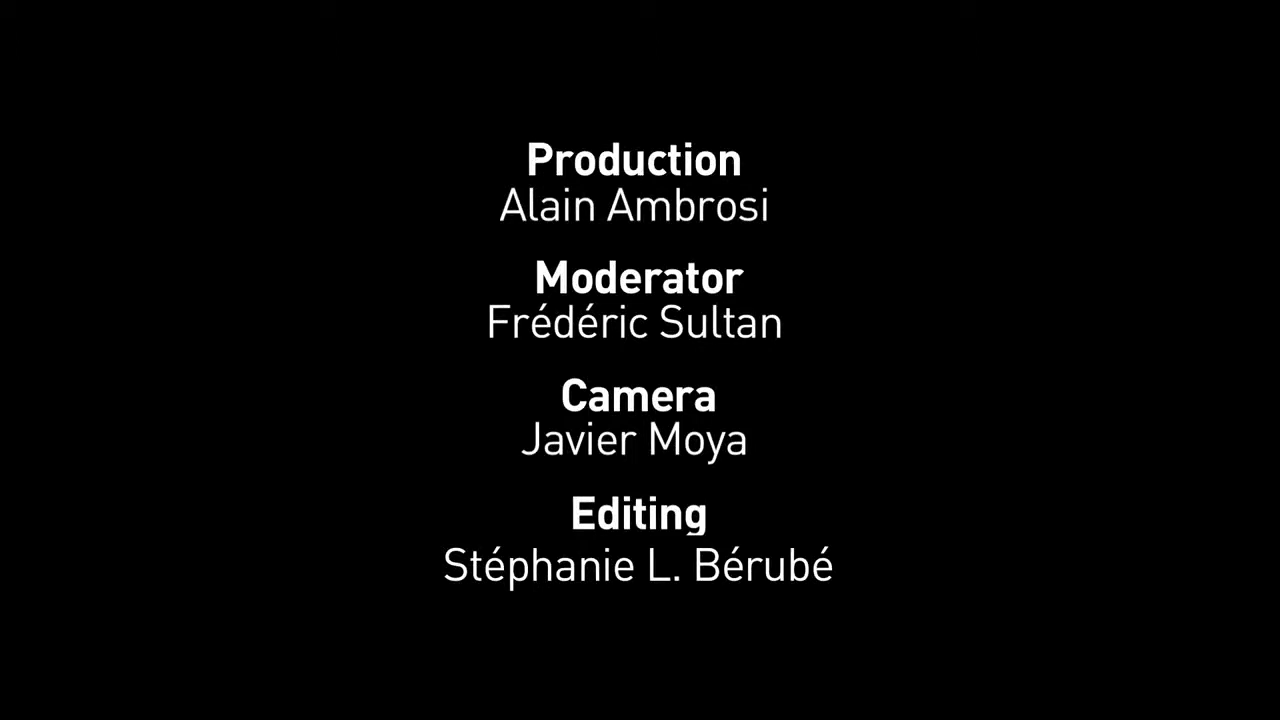 Production
Alain Ambrosi
Moderator
Frédéric Sultan
Camera
Javier Moya
Editing
Stéphanie L. Bérubé